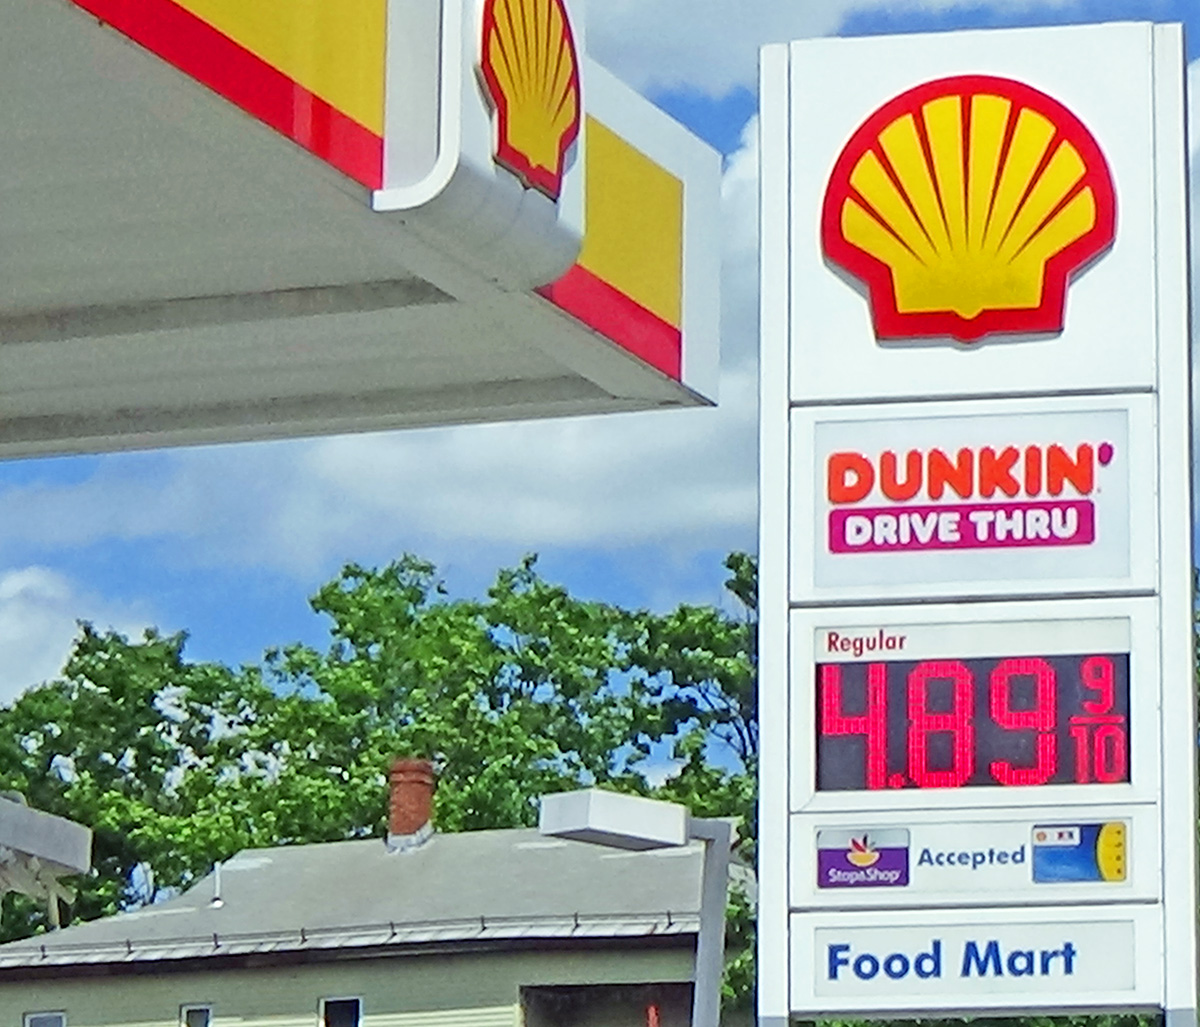 DUNKIN'
DRIVE THRU
Regular
4.89 9/10
Stop&Shop Accepted
Food Mart